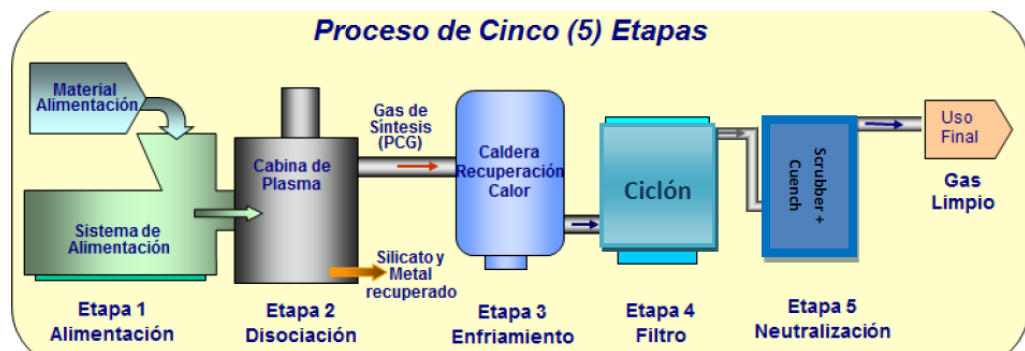 Proceso de Cinco (5) Etapas
Material
Alimentación
Sistema de
Alimentación
Etapa 1
Alimentación
Cabina de
Plasma
Gas de
Síntesis
(PCG)
Silicato y
Metal
recuperado
Etapa 2
Disociación
Caldera
Recuperación
Calor
Etapa 3
Enfriamiento
Ciclón
Etapa 4
Filtro
Scrubber +
Cuench
Etapa 5
Neutralización
Uso
Final
Gas
Limpio